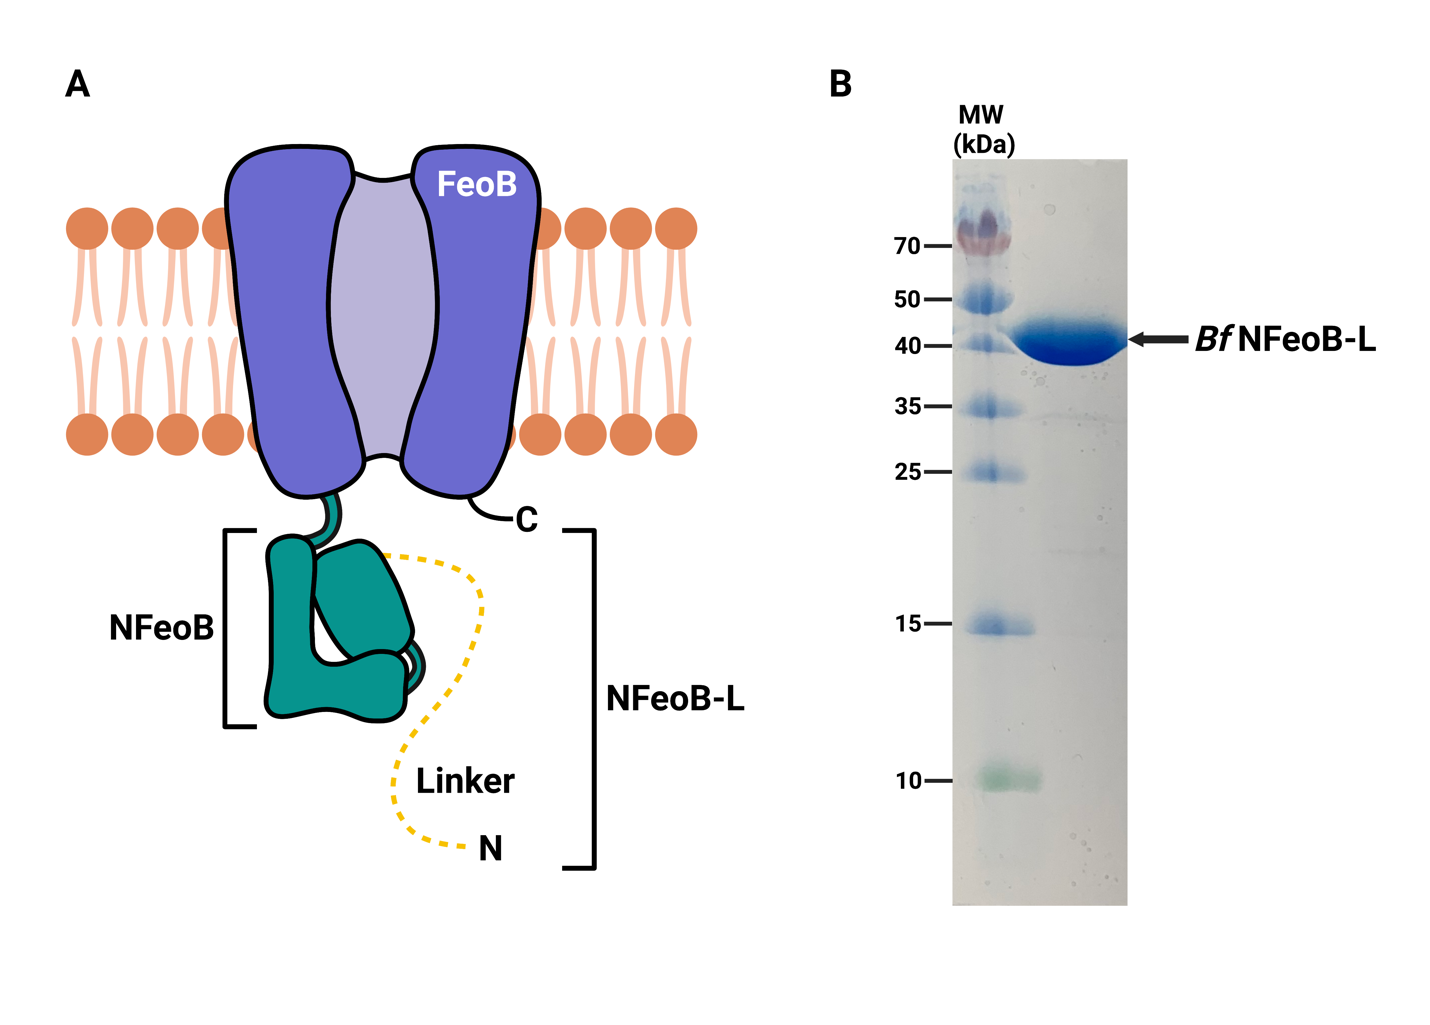 A
FeoB
C
NFeoB
NFeoB-L
Linker
N
B
MW
(kDa)
70
50
40
Bf NFeoB-L
35
25
15
10